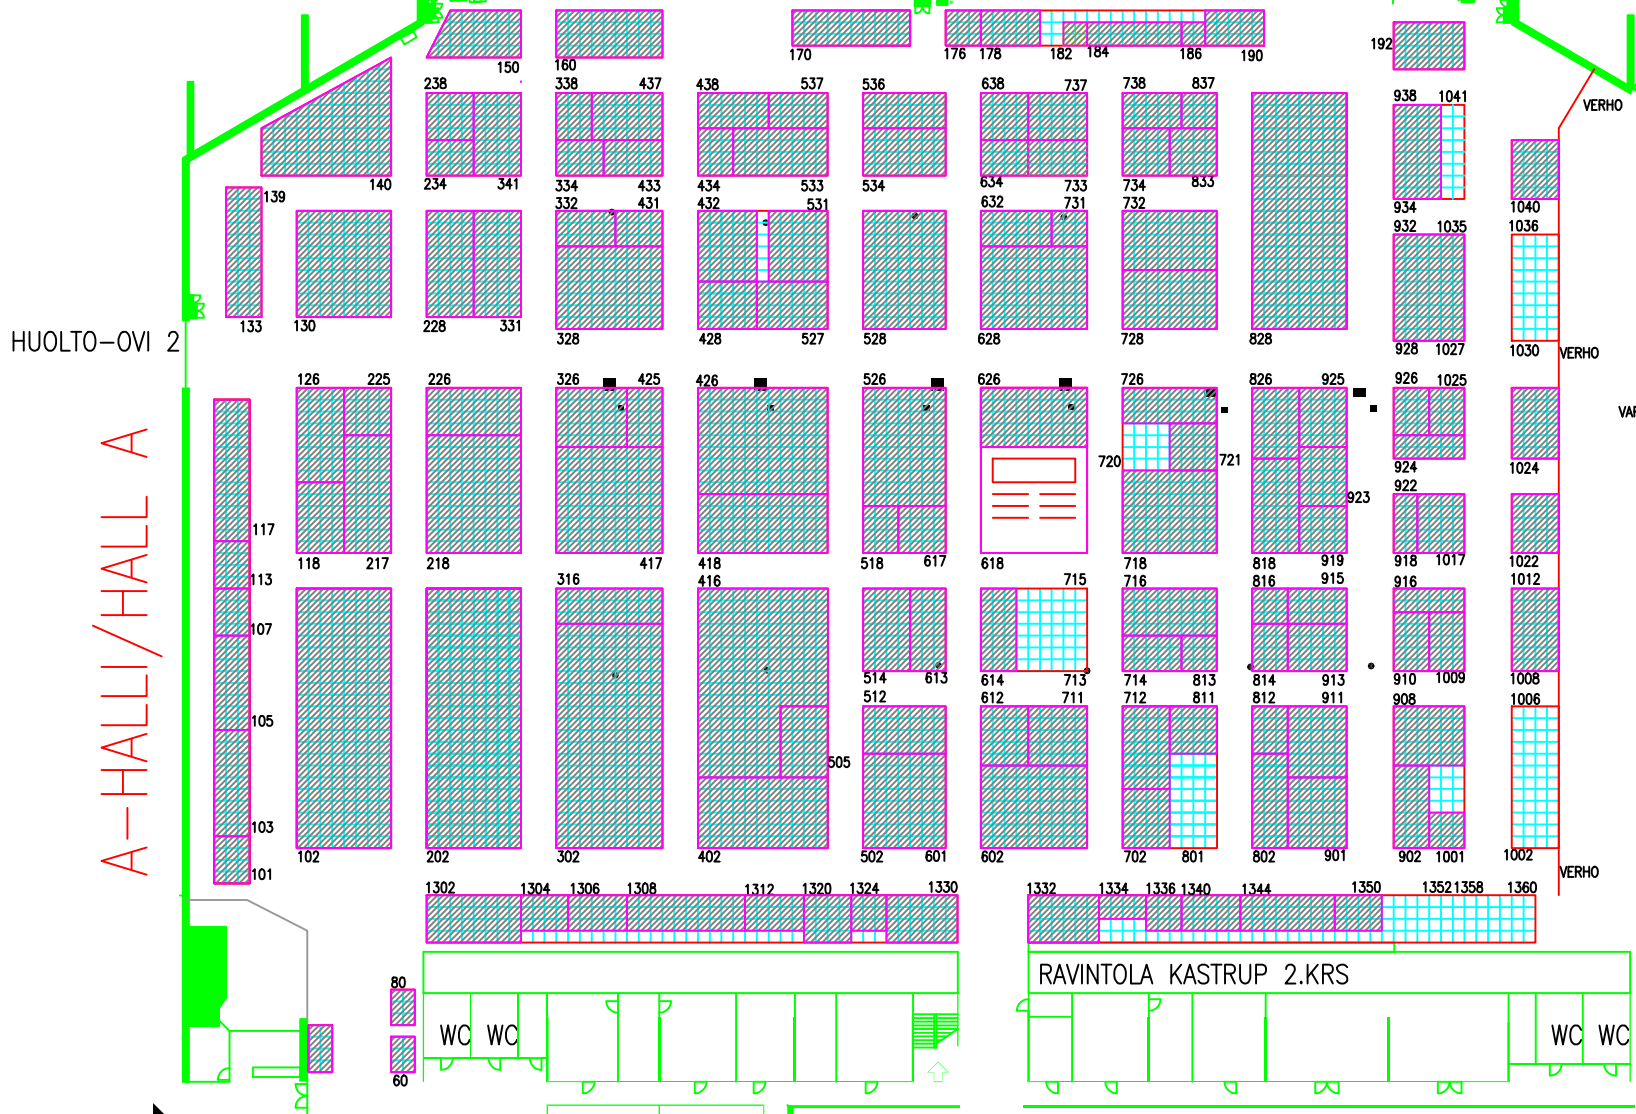 150 160 170 176 178 182 184 186 190 192
238 338 437 438 537 536 638 737 738 837 938 1041
VERHO
234 341 334 433 434 533 534 634 733 734 833
140
139
332 431 432 531 632 731 732 934 1040
932 1035 1036
133 130 228 331 328 428 527 528 628 728 828
HUOLTO-OVI 2
928 1027 1030 VERHO
126 225 226 326 425 426 526 626 726 826 925 926 1025
VAR
720 721 924 1024
922
923
117
118 217 218 417 418 518 617 618 718 818 919 918 1017 1022
113 316 416 715 716 816 915 916 1012
A-HALLI/HALL A
107
514 613 614 713 714 813 814 913 910 1009 1008
512 612 711 712 811 812 911 908 1006
105
505
103
102 202 302 402 502 601 602 702 801 802 901 902 1001 1002
101
VERHO
1302 1304 1306 1308 1312 1320 1324 1330 1332 1334 1336 1340 1344 1350 1352 1358 1360
RAVINTOLA KASTRUP 2.KRS
80
WC WC WC WC
60